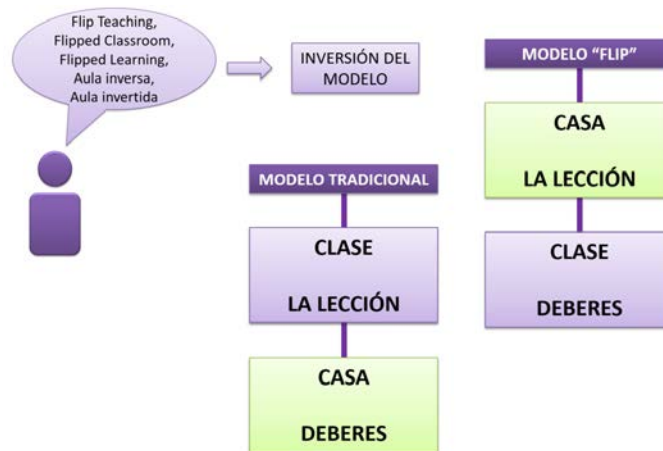 Flip Teaching,
Flipped Classroom,
Flipped Learning,
Aula inversa,
Aula invertida
INVERSIÓN DEL
MODELO
MODELO TRADICIONAL
CLASE
LA LECCIÓN
CASA
DEBERES
MODELO “FLIP”
CASA
LA LECCIÓN
CLASE
DEBERES